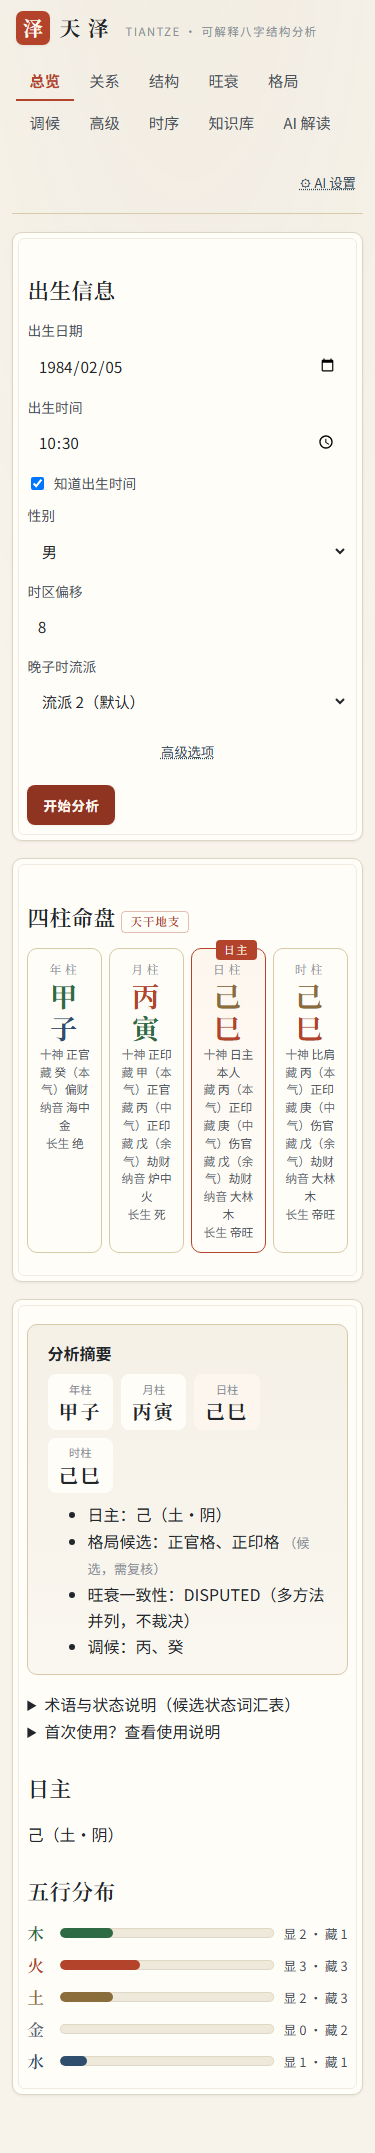 泽 天泽 TIANTZE · 可解释八字结构分析
总览 关系 结构 旺衰 格局
调候 高级 时序 知识库 AI 解读
⚙ AI 设置
出生信息
出生日期
1984/02/05
出生时间
10:30
知道出生时间
性别
男
时区偏移
8
晚子时流派
流派 2（默认）
高级选项
开始分析
四柱命盘 天干地支
年柱
甲
子
十神 正官
藏 癸（本
气）偏财
纳音 海中
金
长生 绝
月柱
丙
寅
十神 正印
藏 甲（本
气）正官
藏 丙（中
气）正印
藏 戊（余
气）劫财
纳音 炉中
火
长生 死
日主
日柱
己
巳
十神 日主
本人
藏 丙（本
气）正印
藏 庚（中
气）伤官
藏 戊（余
气）劫财
纳音 大林
木
长生 帝旺
时柱
己
巳
十神 比肩
藏 丙（本
气）正印
藏 庚（中
气）伤官
藏 戊（余
气）劫财
纳音 大林
木
长生 帝旺
分析摘要
年柱
甲子
月柱
丙寅
日柱
己巳
时柱
己巳
日主：己（土·阴）
格局候选：正官格、正印格 （候
选，需复核）
旺衰一致性：DISPUTED（多方法
并列，不裁决）
调候：丙、癸
▶ 术语与状态说明（候选状态词汇表）
▶ 首次使用？查看使用说明
日主
己（土·阴）
五行分布
木 显 2 · 藏 1
火 显 3 · 藏 3
土 显 2 · 藏 3
金 显 0 · 藏 2
水 显 1 · 藏 1